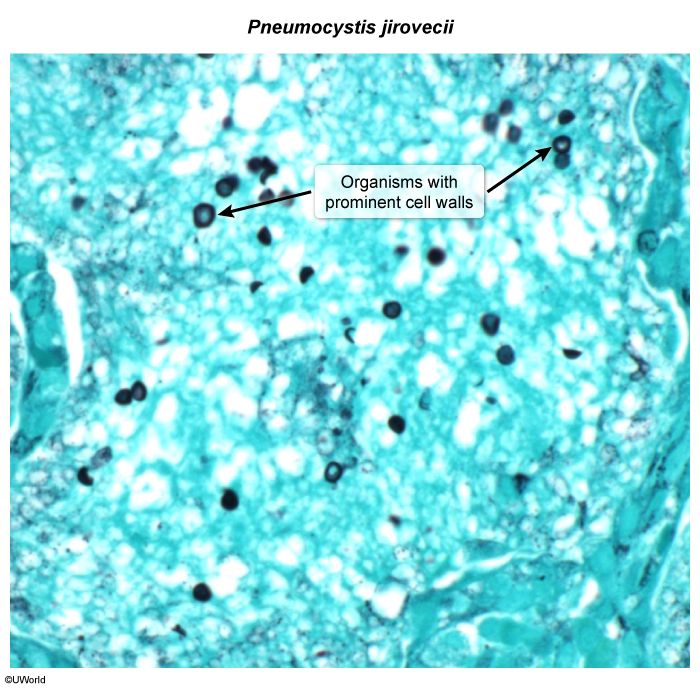 Pneumocystis jirovecii
Organisms with
prominent cell walls
©UWorld